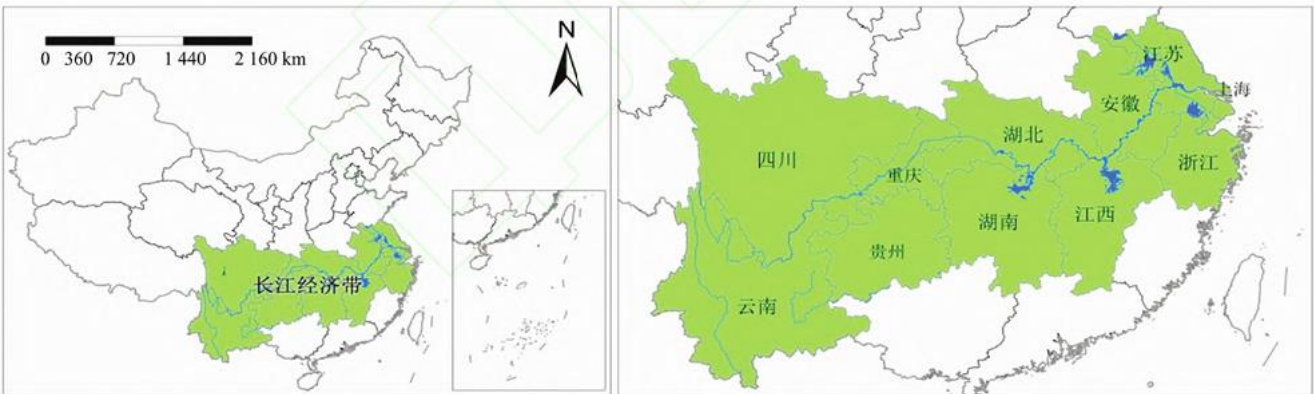 0 360 720 1 440 2 160 km
N
长江经济带
江苏
上海
安徽
湖北
四川
浙江
重庆
江西
湖南
贵州
云南